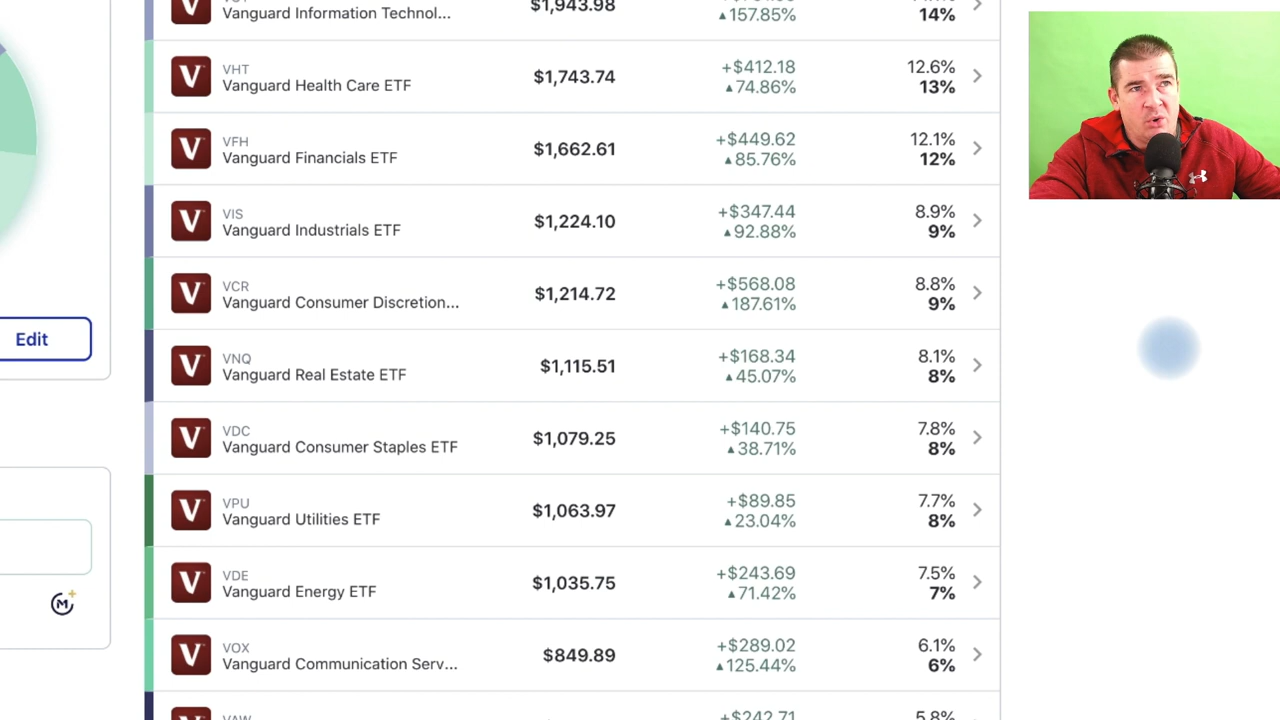 Vanguard Information Technol...
$1,943.98
▲157.85%
14%
VHT
Vanguard Health Care ETF
$1,743.74
+$412.18
▲74.86%
12.6%
13%
VFH
Vanguard Financials ETF
$1,662.61
+$449.62
▲85.76%
12.1%
12%
VIS
Vanguard Industrials ETF
$1,224.10
+$347.44
▲92.88%
8.9%
9%
VCR
Vanguard Consumer Discretion...
$1,214.72
+$568.08
▲187.61%
8.8%
9%
Edit
VNQ
Vanguard Real Estate ETF
$1,115.51
+$168.34
▲45.07%
8.1%
8%
VDC
Vanguard Consumer Staples ETF
$1,079.25
+$140.75
▲38.71%
7.8%
8%
VPU
Vanguard Utilities ETF
$1,063.97
+$89.85
▲23.04%
7.7%
8%
VDE
Vanguard Energy ETF
$1,035.75
+$243.69
▲71.42%
7.5%
7%
M+
VOX
Vanguard Communication Serv...
$849.89
+$289.02
▲125.44%
6.1%
6%
VAW
+$242.71
5.8%